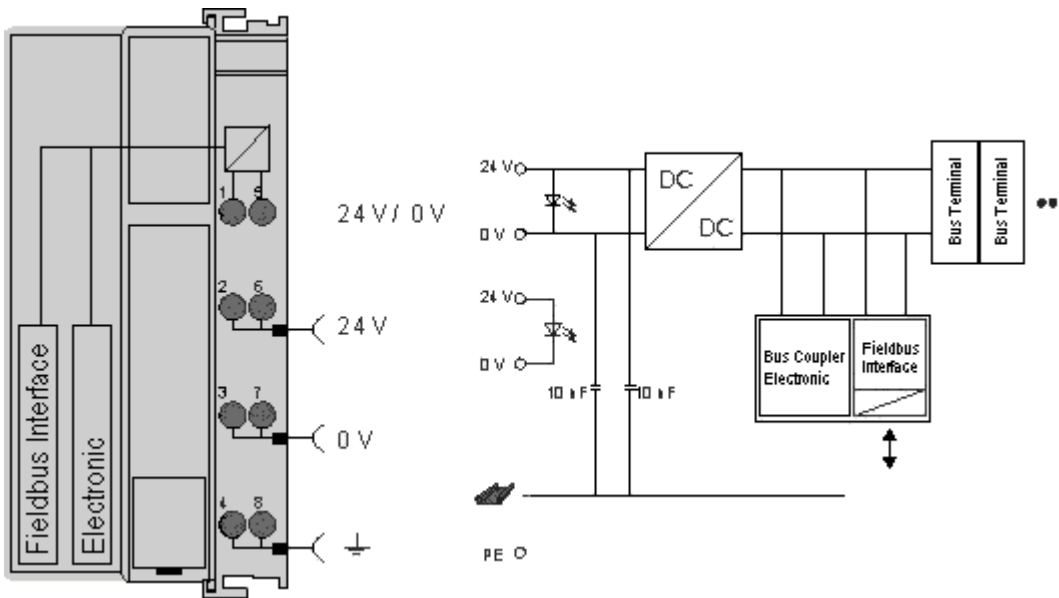 1 5
24 V / 0 V
2 6
24 V
3 7
0 V
4 8
Fieldbus Interface
Electronic
24 V
0 V
24 V
0 V
DC
DC
Bus Terminal
Bus Terminal
Bus Coupler
Electronic
Fieldbus
Interface
10 nF
10 nF
PE